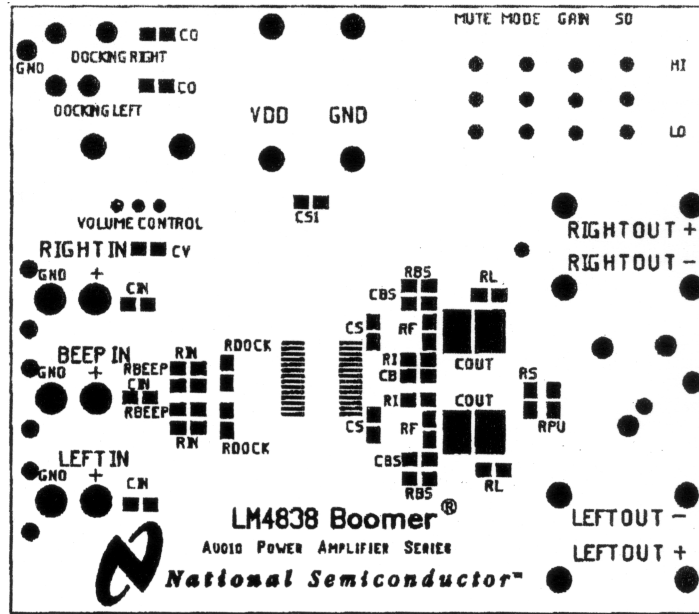 MUTE MODE GAIN SD
CO
GND
DOCKING RIGHT
HI
CO
DOCKING LEFT
VDD GND
LO
VOLUME CONTROL
CS1
RIGHTOUT +
RIGHT IN CV
RIGHTOUT -
GND + CIN
RBS RL
CBS
CS RF
BEEP IN
RDOCK
RIN
RI COUT
GND + RBEEP
CB
RS
CIN
RBEEP
RI COUT
RIN
CS RF
RPU
RDOCK
LEFT IN
CBS
GND + CIN
RL
RBS
LM4838 Boomer®
LEFTOUT -
AUDIO POWER AMPLIFIER SERIES
LEFTOUT +
National Semiconductor™